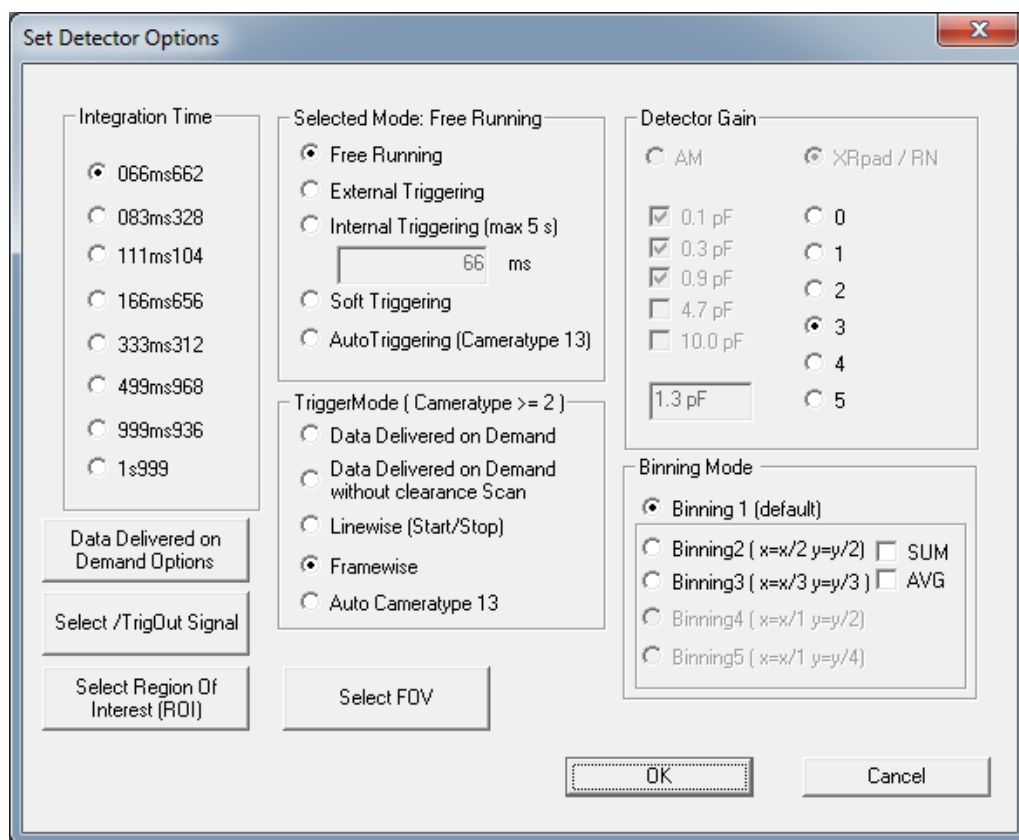 Set Detector Options
Integration Time
066ms662
083ms328
111ms104
166ms656
333ms312
499ms968
999ms936
1s999
Data Delivered on
Demand Options
Select /TrigOut Signal
Select Region Of
Interest (ROI)
Selected Mode: Free Running
Free Running
External Triggering
Internal Triggering (max 5 s)
66 ms
Soft Triggering
AutoTriggering (Cameratype 13)
TriggerMode ( Cameratype >= 2 )
Data Delivered on Demand
Data Delivered on Demand
without clearance Scan
Linewise (Start/Stop)
Framewise
Auto Cameratype 13
Select FOV
Detector Gain
AM
XRpad / RN
0.1 pF
0.3 pF
0.9 pF
4.7 pF
10.0 pF
1.3 pF
0
1
2
3
4
5
Binning Mode
Binning 1 (default)
Binning2 ( x=x/2 y=y/2) SUM
Binning3 ( x=x/3 y=y/3 ) AVG
Binning4 ( x=x/1 y=y/2)
Binning5 ( x=x/1 y=y/4)
OK
Cancel